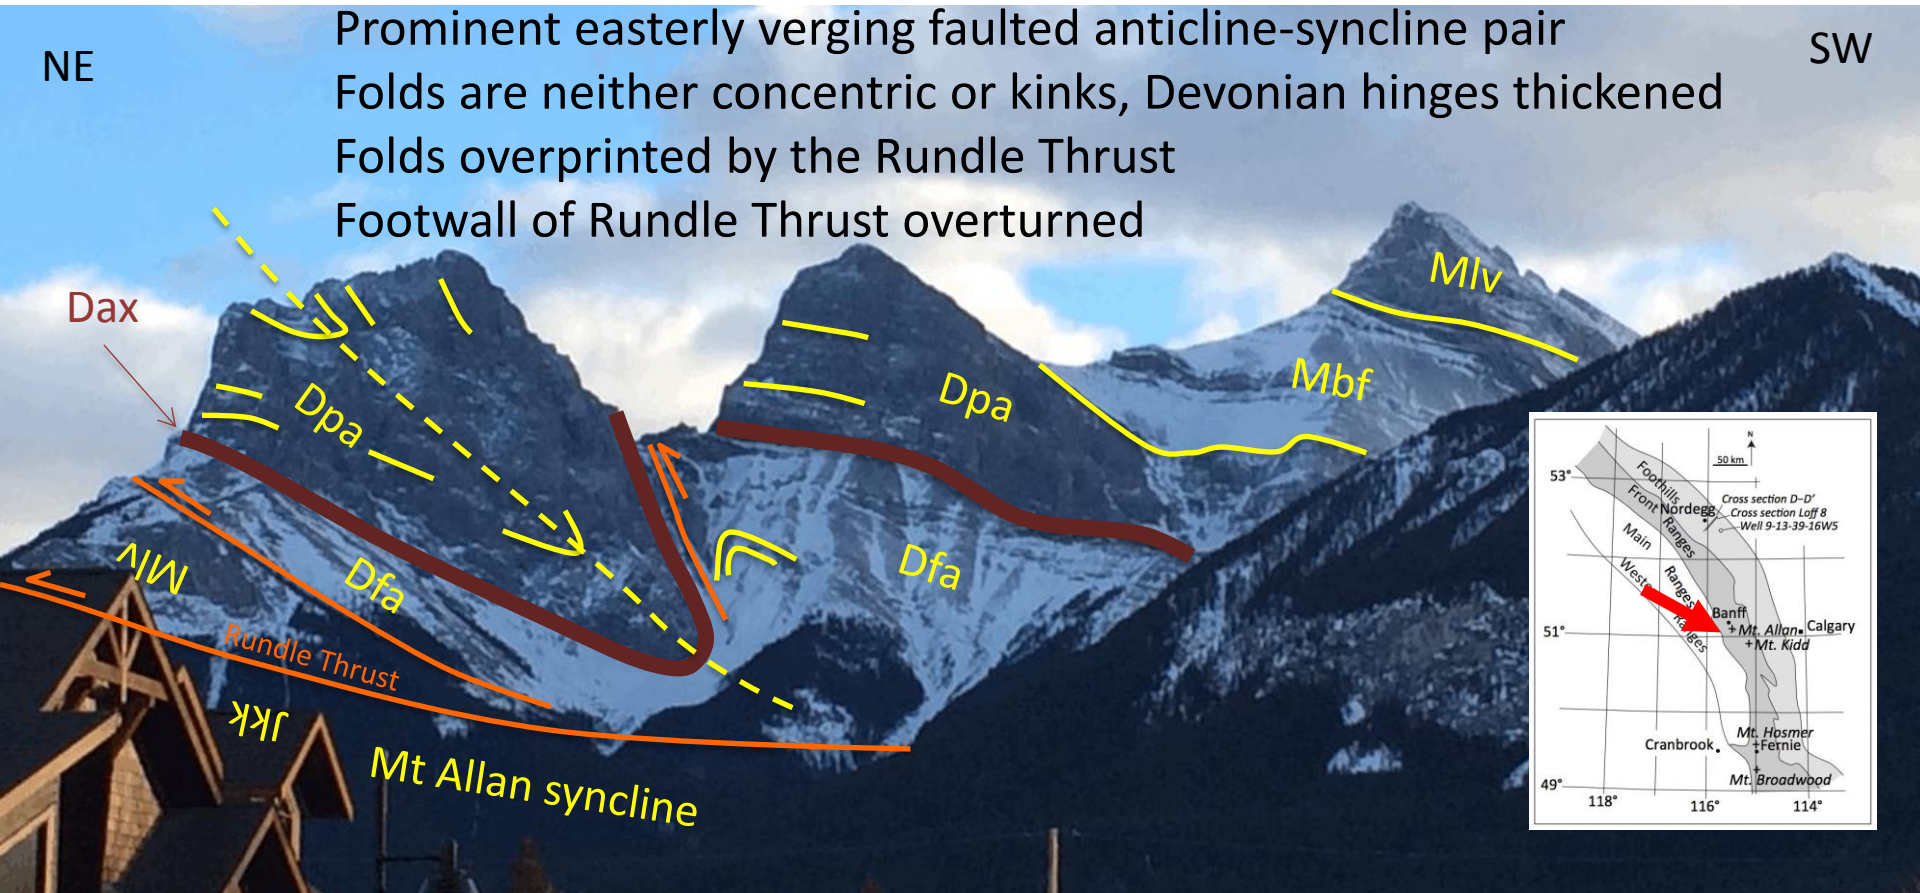 Prominent easterly verging faulted anticline-syncline pair
NE
SW
Folds are neither concentric or kinks, Devonian hinges thickened
Folds overprinted by the Rundle Thrust
Footwall of Rundle Thrust overturned
Dax
Mlv
Mbf
Dpa
Dpa
Dfa
Dfa
Mlv
Rundle Thrust
Jkk
Mt Allan syncline
N
50 km
53°
Foothills
Front Ranges
Nordegg
Cross section D–D'
Cross section Loff 8
Well 9-13-39-16W5
Main Ranges
Western Ranges
Banff
51°
Mt. Allan
Calgary
Mt. Kidd
Mt. Hosmer
Cranbrook
Fernie
Mt. Broadwood
49°
118°
116°
114°